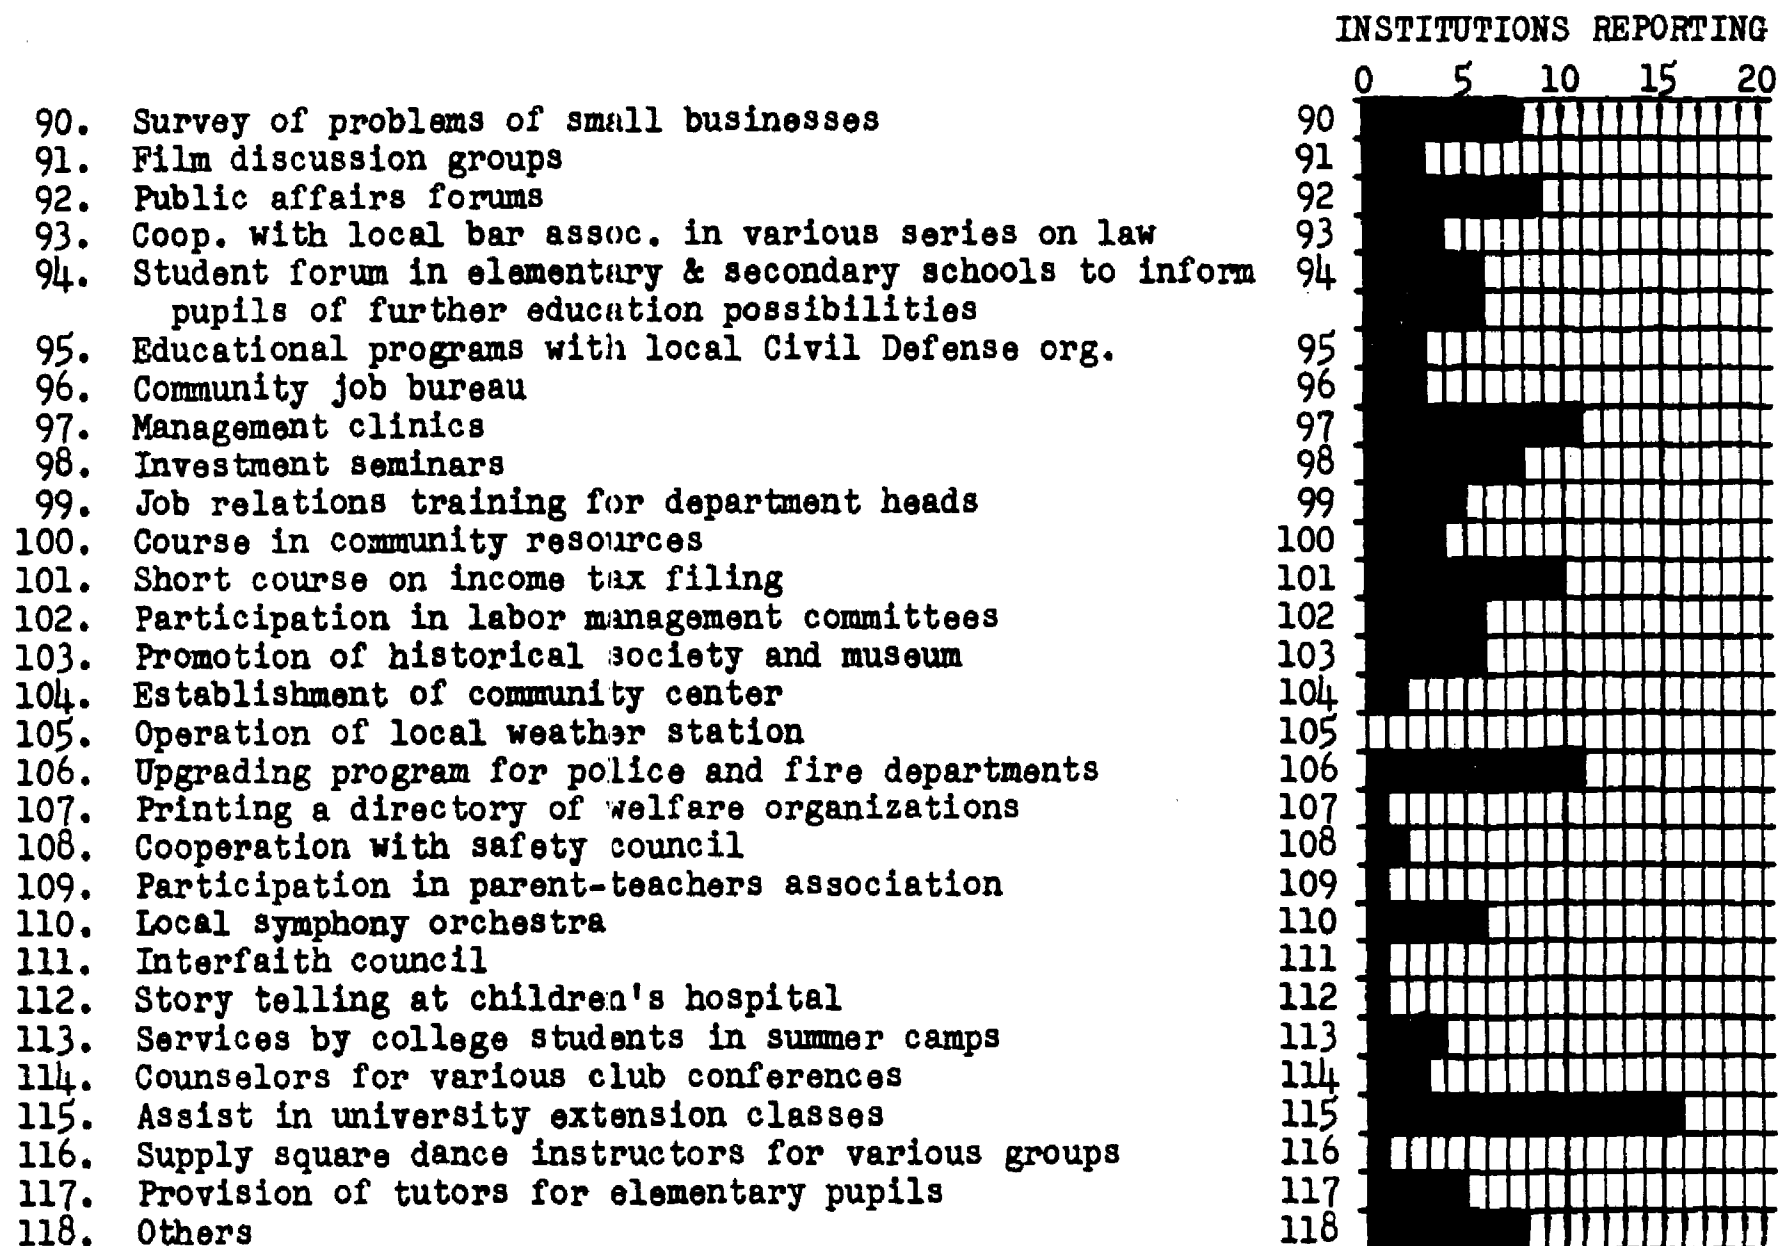 INSTITUTIONS REPORTING
0 5 10 15 20
90. Survey of problems of small businesses 90
91. Film discussion groups 91
92. Public affairs forums 92
93. Coop. with local bar assoc. in various series on law 93
94. Student forum in elementary & secondary schools to inform 94
pupils of further education possibilities
95. Educational programs with local Civil Defense org. 95
96. Community job bureau 96
97. Management clinics 97
98. Investment seminars 98
99. Job relations training for department heads 99
100. Course in community resources 100
101. Short course on income tax filing 101
102. Participation in labor management committees 102
103. Promotion of historical society and museum 103
104. Establishment of community center 104
105. Operation of local weather station 105
106. Upgrading program for police and fire departments 106
107. Printing a directory of welfare organizations 107
108. Cooperation with safety council 108
109. Participation in parent-teachers association 109
110. Local symphony orchestra 110
111. Interfaith council 111
112. Story telling at children's hospital 112
113. Services by college students in summer camps 113
114. Counselors for various club conferences 114
115. Assist in university extension classes 115
116. Supply square dance instructors for various groups 116
117. Provision of tutors for elementary pupils 117
118. Others 118